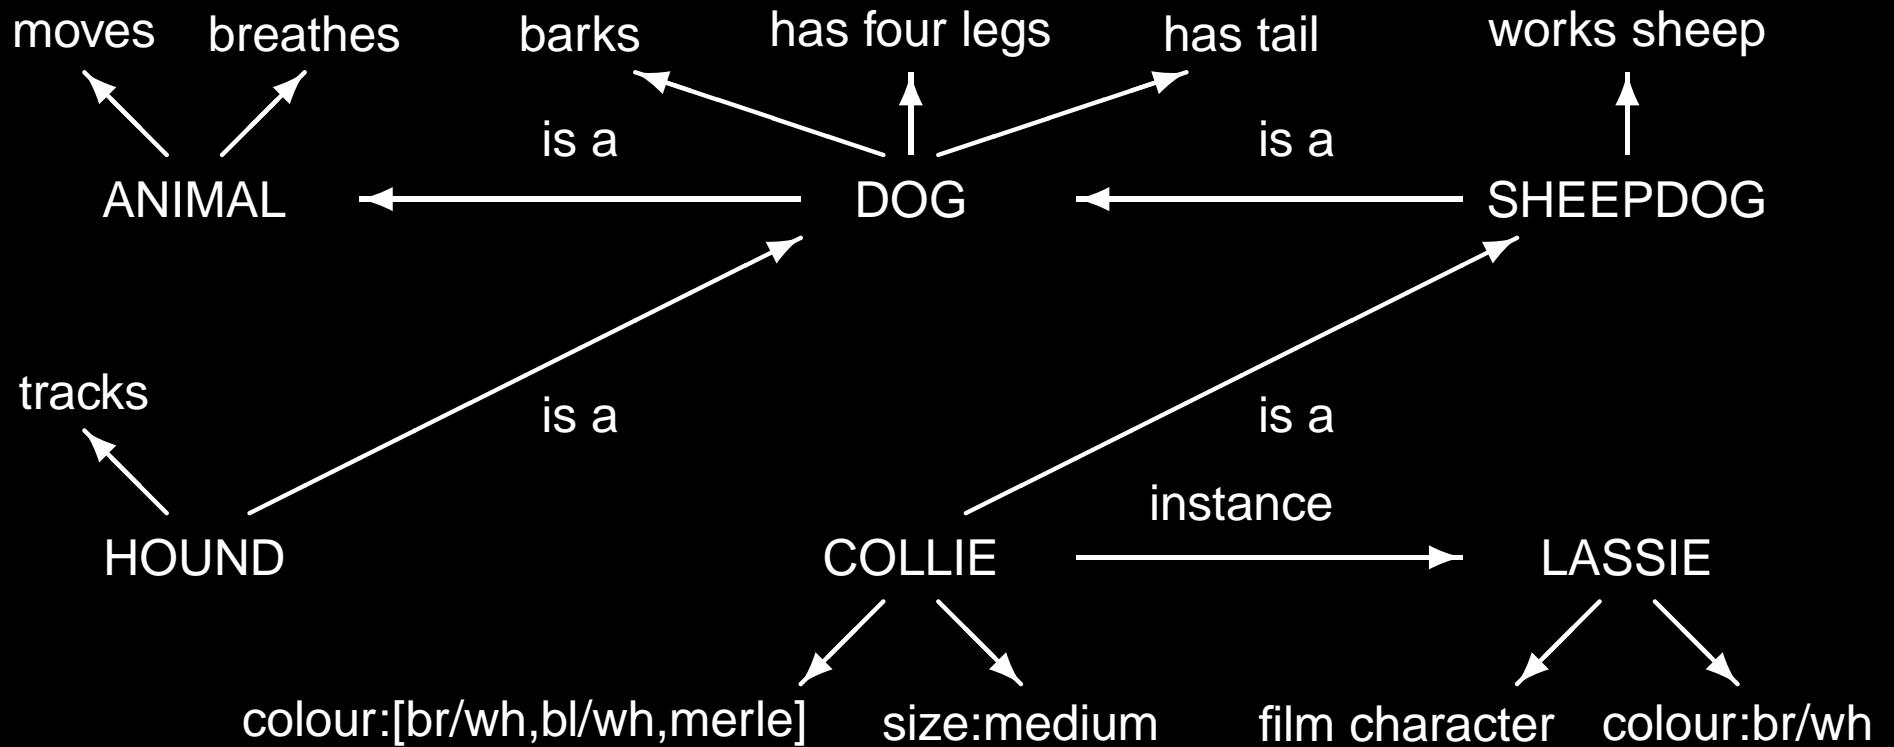 moves breathes barks has four legs has tail works sheep
is a is a
ANIMAL DOG SHEEPDOG
tracks
is a is a
instance
HOUND COLLIE LASSIE
colour:[br/wh,bl/wh,merle] size:medium film character colour:br/wh